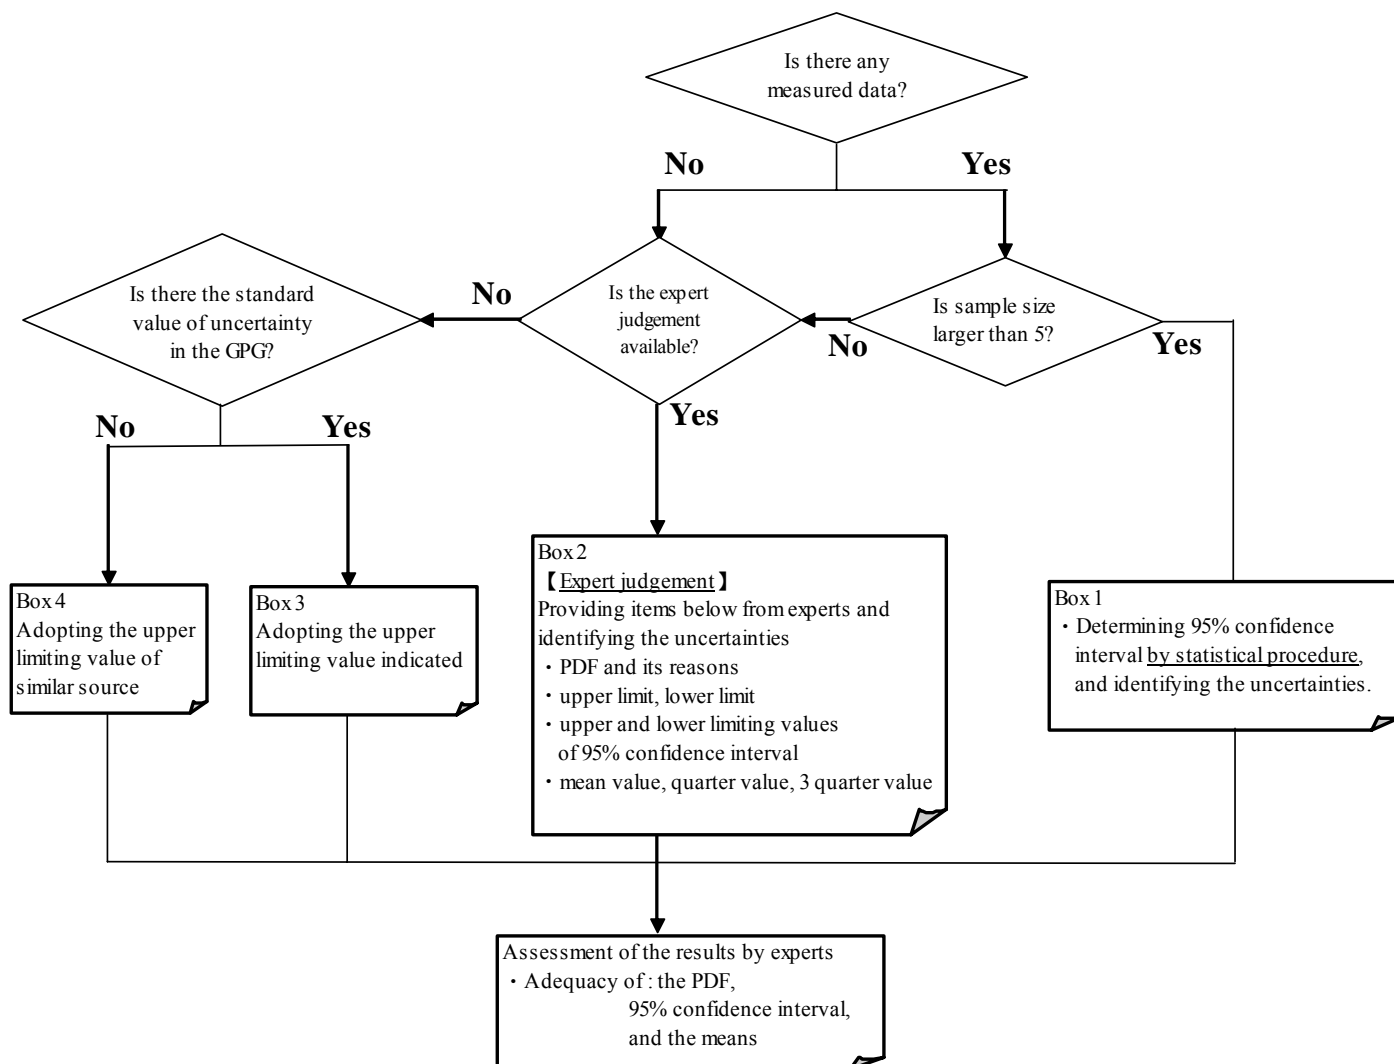 Is there any
measured data?
No
Yes
Is there the standard
value of uncertainty
in the GPG?
No
Is the expert
judgement
available?
No
Is sample size
larger than 5?
Yes
No
Yes
Yes
Box 4
Adopting the upper
limiting value of
similar source
Box 3
Adopting the upper
limiting value indicated
Box 2
【Expert judgement】
Providing items below from experts and
identifying the uncertainties
・PDF and its reasons
・upper limit, lower limit
・upper and lower limiting values
of 95% confidence interval
・mean value, quarter value, 3 quarter value
Box 1
・Determining 95% confidence
interval by statistical procedure,
and identifying the uncertainties.
Assessment of the results by experts
・Adequacy of : the PDF,
95% confidence interval,
and the means